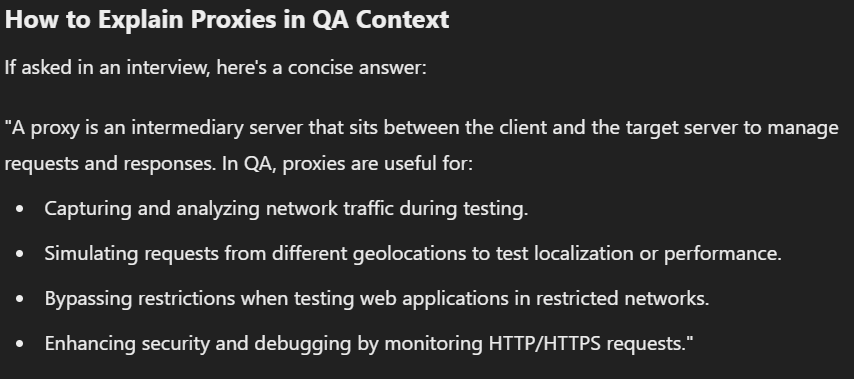 How to Explain Proxies in QA Context
If asked in an interview, here's a concise answer:
"A proxy is an intermediary server that sits between the client and the target server to manage
requests and responses. In QA, proxies are useful for:
• Capturing and analyzing network traffic during testing.
• Simulating requests from different geolocations to test localization or performance.
• Bypassing restrictions when testing web applications in restricted networks.
• Enhancing security and debugging by monitoring HTTP/HTTPS requests."